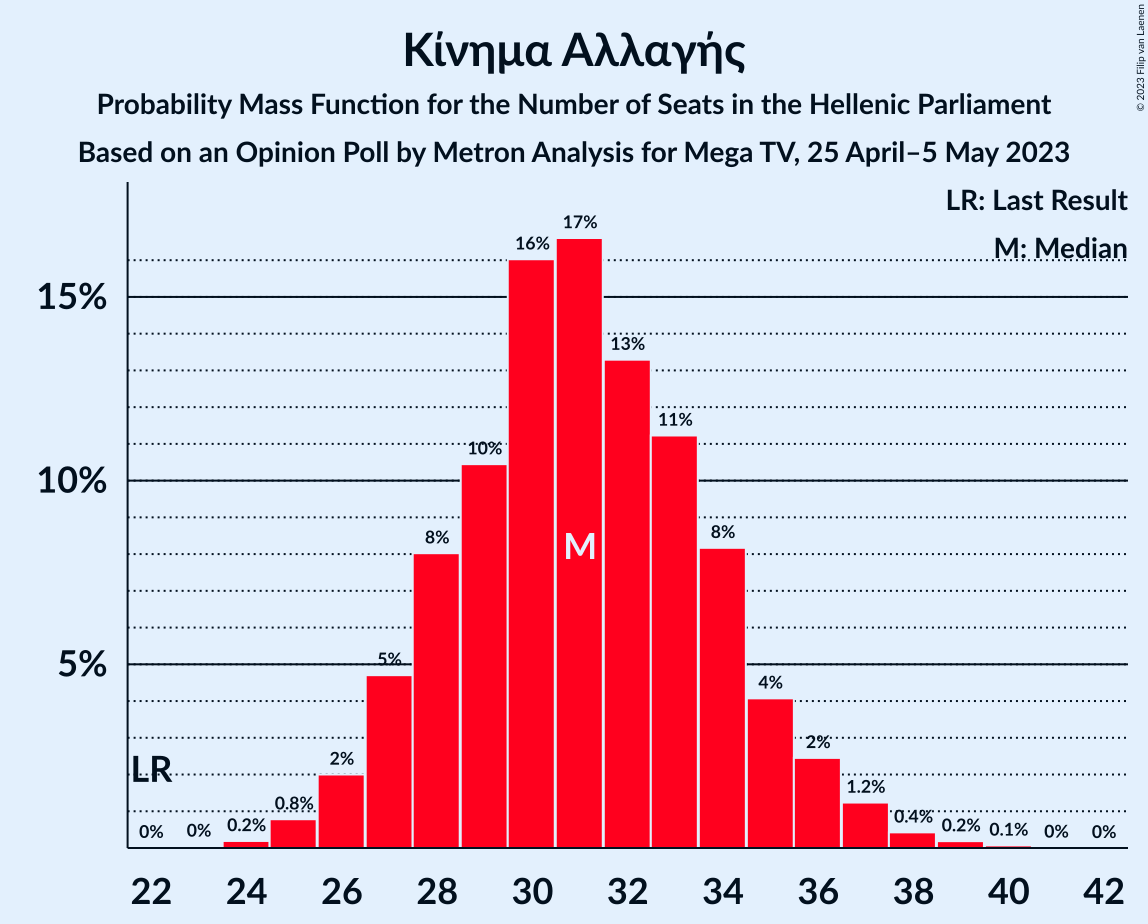 Κίνημα Αλλαγής
Probability Mass Function for the Number of Seats in the Hellenic Parliament
Based on an Opinion Poll by Metron Analysis for Mega TV, 25 April–5 May 2023
© 2023 Filip van Laenen
LR: Last Result
M: Median
15%
10%
5%
LR
0%
0%
0.2%
0.8%
2%
5%
8%
10%
16%
17%
M
13%
11%
8%
4%
2%
1.2%
0.4%
0.2%
0.1%
0%
0%
22 24 26 28 30 32 34 36 38 40 42